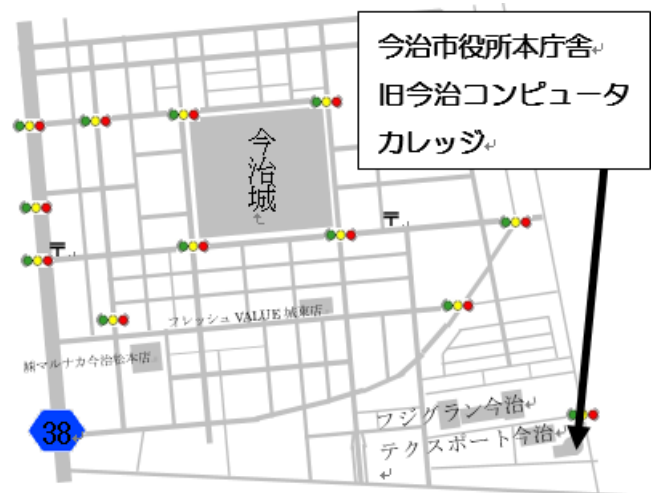 今治市役所本庁舎
旧今治コンピュータ
カレッジ
今治城
〒
〒
フレッシュ VALUE 城東店
㈱マルナカ今治松本店
38
フジグラン今治
テクスポート今治